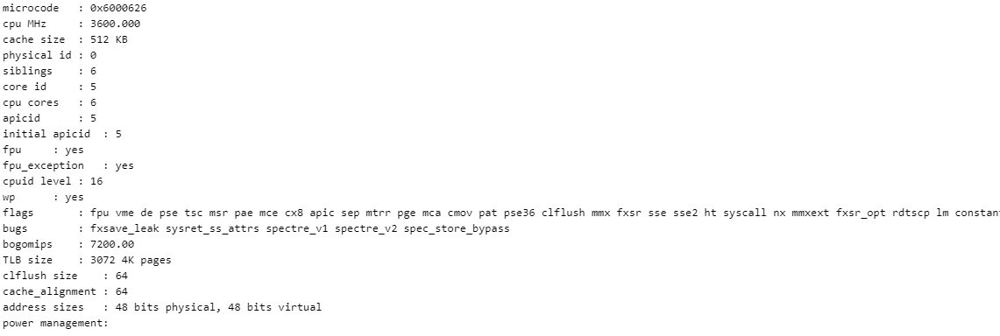 microcode : 0x6000626
cpu MHz : 3600.000
cache size : 512 KB
physical id : 0
siblings : 6
core id : 5
cpu cores : 6
apicid : 5
initial apicid : 5
fpu : yes
fpu_exception : yes
cpuid level : 16
wp : yes
flags : fpu vme de pse tsc msr pae mce cx8 apic sep mtrr pge mca cmov pat pse36 clflush mmx fxsr sse sse2 ht syscall nx mmxext fxsr_opt rdtscp lm constan
bugs : fxsave_leak sysret_ss_attrs spectre_v1 spectre_v2 spec_store_bypass
bogomips : 7200.00
TLB size : 3072 4K pages
clflush size : 64
cache_alignment : 64
address sizes : 48 bits physical, 48 bits virtual
power management: